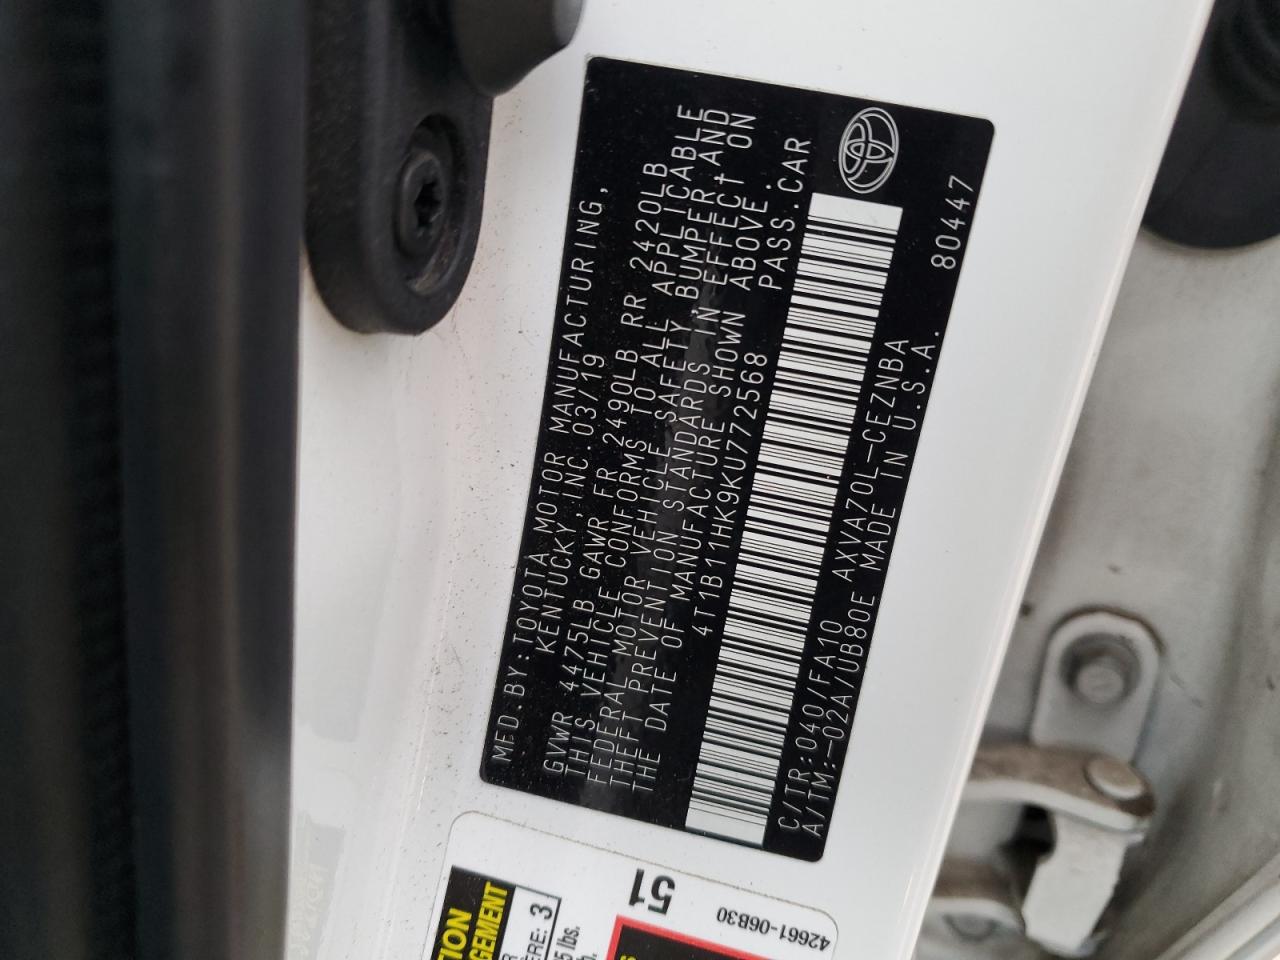 MFD.BY:TOYOTA MOTOR MANUFACTURING,
KENTUCKY,INC.03/19
GVWR 4475LB GAWR FR 2490LB RR 2420LB
THIS VEHICLE CONFORMS TO ALL APPLICABLE
FEDERAL MOTOR VEHICLE SAFETY,BUMPER,AND
THEFT PREVENTION STANDARDS IN EFFECT ON
THE DATE OF MANUFACTURE SHOWN ABOVE.
4T1B11HK9KU772568 PASS.CAR
C/TR:040/FA10 AXVA70L-CEZNBA
A/TM:-02A/UB80E MADE IN U.S.A. 80447
51
42661-06B30
3